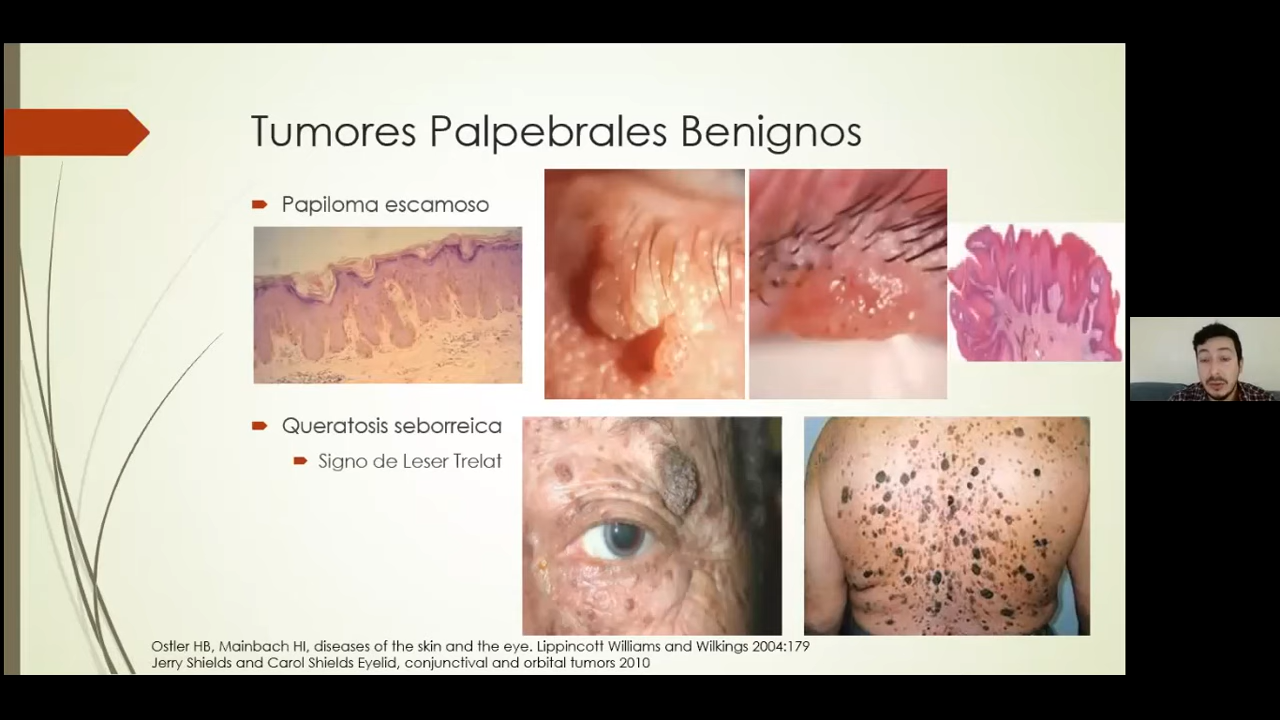 Tumores Palpebrales Benignos
Papiloma escamoso
Queratosis seborreica
Signo de Leser Trelat
Ostler HB, Mainbach HI, diseases of the skin and the eye. Lippincott Williams and Wilkings 2004:179
Jerry Shields and Carol Shields Eyelid, conjunctival and orbital tumors 2010